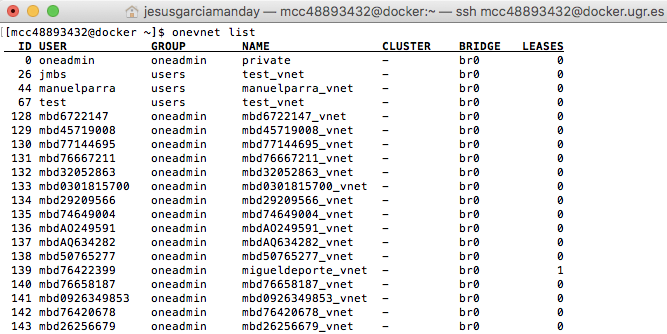 jesusgarciamanday — mcc48893432@docker:~ — ssh mcc48893432@docker.ugr.es
[[mcc48893432@docker ~]$ onevnet list
ID USER GROUP NAME CLUSTER BRIDGE LEASES
0 oneadmin oneadmin private - br0 0
26 jmbs users test_vnet - br0 0
44 manuelparra users manuelparra_vnet - br0 0
67 test users test_vnet - br0 0
128 mbd6722147 oneadmin mbd6722147_vnet - br0 0
129 mbd45719008 oneadmin mbd45719008_vnet - br0 0
130 mbd77144695 oneadmin mbd77144695_vnet - br0 0
131 mbd76667211 oneadmin mbd76667211_vnet - br0 0
132 mbd32052863 oneadmin mbd32052863_vnet - br0 0
133 mbd0301815700 oneadmin mbd0301815700_vnet - br0 0
134 mbd29209566 oneadmin mbd29209566_vnet - br0 0
135 mbd74649004 oneadmin mbd74649004_vnet - br0 0
136 mbdAO249591 oneadmin mbdAO249591_vnet - br0 0
137 mbdAQ634282 oneadmin mbdAQ634282_vnet - br0 0
138 mbd50765277 oneadmin mbd50765277_vnet - br0 0
139 mbd76422399 oneadmin migueldeporte_vnet - br0 1
140 mbd76658187 oneadmin mbd76658187_vnet - br0 0
141 mbd0926349853 oneadmin mbd0926349853_vnet - br0 0
142 mbd76420678 oneadmin mbd76420678_vnet - br0 0
143 mbd26256679 oneadmin mbd26256679_vnet - br0 0